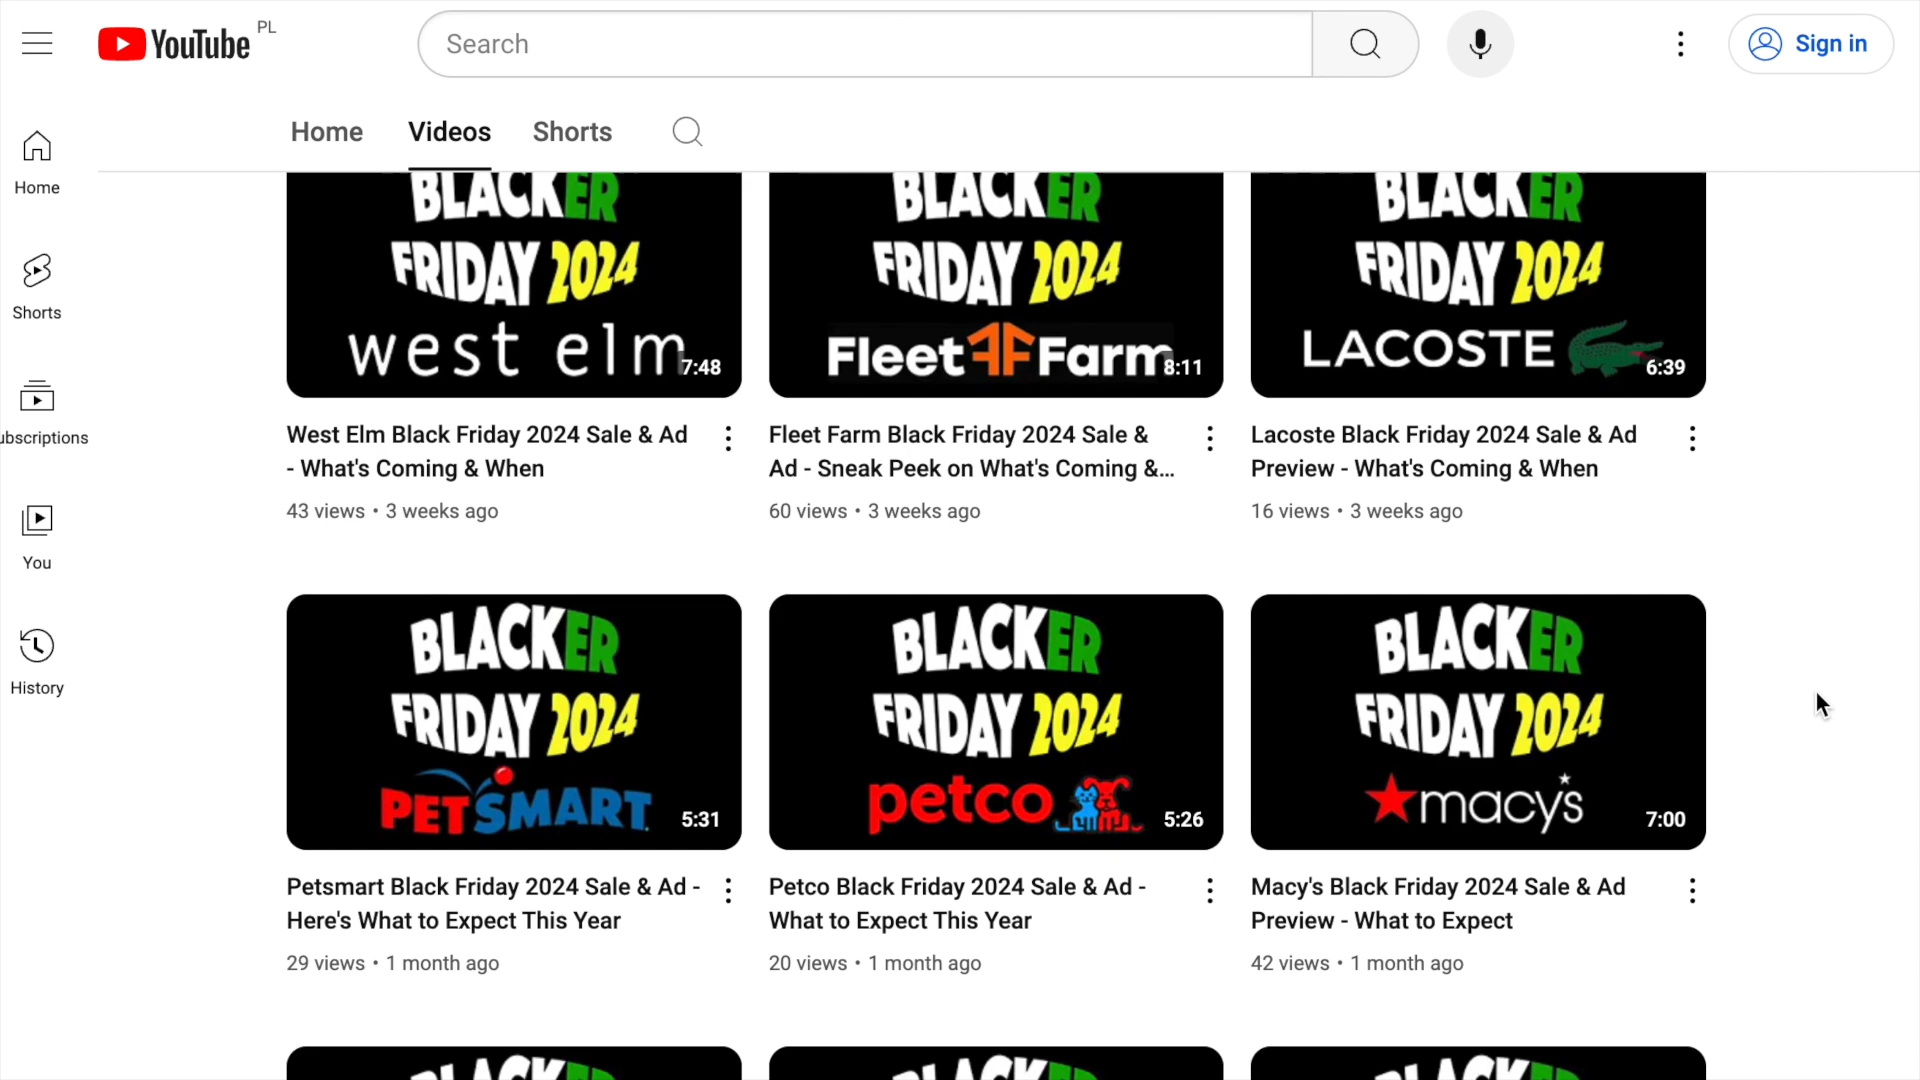 YouTube PL
Search
Sign in
Home Videos Shorts
Home
Shorts
ubscriptions
You
History
BLACKER
FRIDAY 2024
west elm
7:48
West Elm Black Friday 2024 Sale & Ad
- What's Coming & When
43 views • 3 weeks ago
BLACKER
FRIDAY 2024
Fleet Farm
8:11
Fleet Farm Black Friday 2024 Sale &
Ad - Sneak Peek on What's Coming &...
60 views • 3 weeks ago
BLACKER
FRIDAY 2024
LACOSTE
6:39
Lacoste Black Friday 2024 Sale & Ad
Preview - What's Coming & When
16 views • 3 weeks ago
BLACKER
FRIDAY 2024
PETSMART
5:31
Petsmart Black Friday 2024 Sale & Ad -
Here's What to Expect This Year
29 views • 1 month ago
BLACKER
FRIDAY 2024
petco
5:26
Petco Black Friday 2024 Sale & Ad -
What to Expect This Year
20 views • 1 month ago
BLACKER
FRIDAY 2024
macy's
7:00
Macy's Black Friday 2024 Sale & Ad
Preview - What to Expect
42 views • 1 month ago
BLACKER
BLACKER
BLACKER